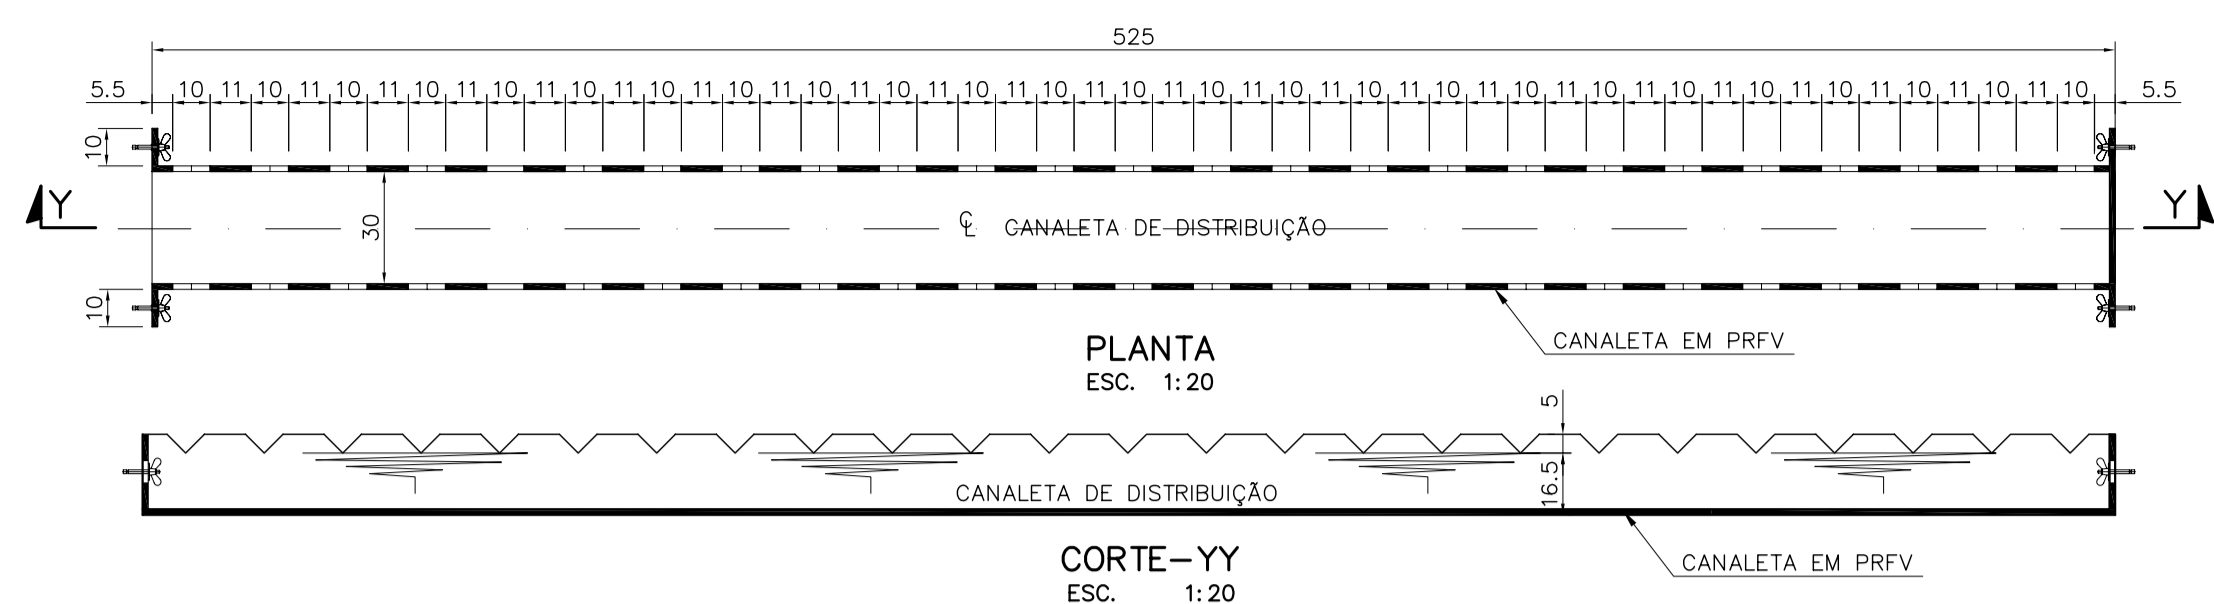 525
5.5 10 11 10 11 10 11 10 11 10 11 10 11 10 11 10 11 10 11 10 11 10 11 10 11 10 11 10 11 10 11 10 11 10 11 10 11 10 11 10 11 10 11 10 11 10 11 10 11 10 5.5
10
Y
30
℄ CANALETA DE DISTRIBUIÇÃO
Y
10
CANALETA EM PRFV
PLANTA
ESC. 1:20
5
16.5
CANALETA DE DISTRIBUIÇÃO
CORTE-YY
ESC. 1:20
CANALETA EM PRFV